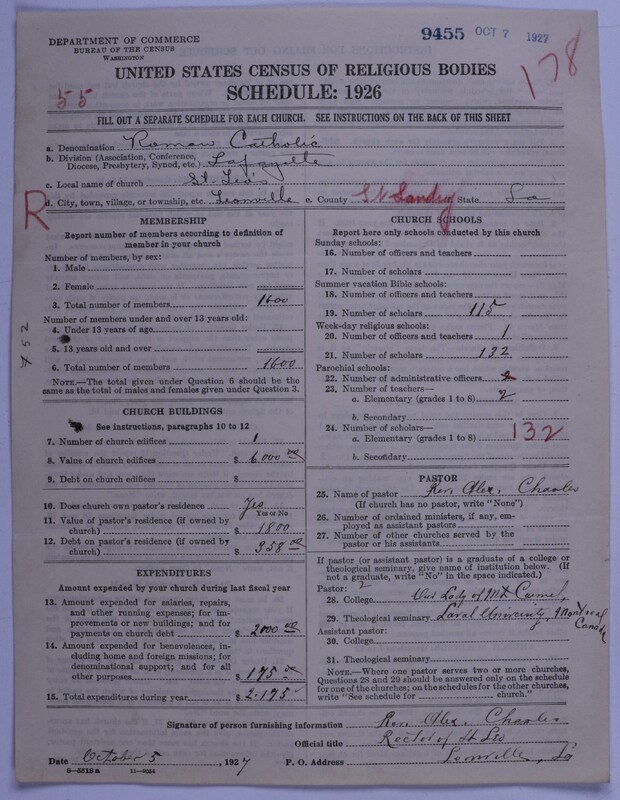 DEPARTMENT OF COMMERCE
BUREAU OF THE CENSUS
WASHINGTON
9455 OCT 7 1927
178
UNITED STATES CENSUS OF RELIGIOUS BODIES
SCHEDULE: 1926
55
FILL OUT A SEPARATE SCHEDULE FOR EACH CHURCH. SEE INSTRUCTIONS ON THE BACK OF THIS SHEET
a. Denomination Roman Catholic
b. Division (Association, Conference, Diocese, Presbytery, Synod, etc.) Lafayette
c. Local name of church St. Leo's
R
d. City, town, village, or township, etc. Leonville e. County St Landry State La
MEMBERSHIP
Report number of members according to definition of
member in your church
Number of members, by sex:
1. Male
2. Female
3. Total number of members 1600
Number of members under and over 13 years old:
4. Under 13 years of age
5. 13 years old and over
6. Total number of members 1600
NOTE.—The total given under Question 6 should be
the same as the total of males and females given under Question 3.
952
CHURCH BUILDINGS
See instructions, paragraphs 10 to 12
7. Number of church edifices 1
8. Value of church edifices $ 6000 00
9. Debt on church edifices $
10. Does church own pastor's residence Yes
Yes or No
11. Value of pastor's residence (if owned by
church) $ 1800
12. Debt on pastor's residence (if owned by
church) $ 358 00
EXPENDITURES
Amount expended by your church during last fiscal year
13. Amount expended for salaries, repairs,
and other running expenses; for im-
provements or new buildings; and for
payments on church debt $ 2000 00
14. Amount expended for benevolences, in-
cluding home and foreign missions; for
denominational support; and for all
other purposes $ 175 00
15. Total expenditures during year $ 2.175
CHURCH SCHOOLS
Report here only schools conducted by this church
Sunday schools:
16. Number of officers and teachers
17. Number of scholars
Summer vacation Bible schools:
18. Number of officers and teachers
19. Number of scholars 115
Week-day religious schools:
20. Number of officers and teachers 1
21. Number of scholars 132
Parochial schools:
22. Number of administrative officers 2
23. Number of teachers—
a. Elementary (grades 1 to 8) 2
b. Secondary
24. Number of scholars—
a. Elementary (grades 1 to 8) 132
b. Secondary
PASTOR
25. Name of pastor Rev. Alex. Charles
(If church has no pastor, write "None")
26. Number of ordained ministers, if any, em-
ployed as assistant pastors
27. Number of other churches served by the
pastor or his assistants
If pastor (or assistant pastor) is a graduate of a college or
theological seminary, give name of institution below. (If
not a graduate, write "No" in the space indicated.)
Pastor: 2
28. College Our Lady of Mt Carmel,
29. Theological seminary Laval University, Montreal
Canada
Assistant pastor:
30. College
31. Theological seminary
NOTE.—Where one pastor serves two or more churches,
Questions 28 and 29 should be answered only on the schedule
for one of the churches; on the schedules for the other churches,
write "See schedule for church."
Signature of person furnishing information Rev. Alex. Charles
Official title Rector of St Leo
Date October 5, 1927 P. O. Address Leonville, La
8-5318a 11-9054